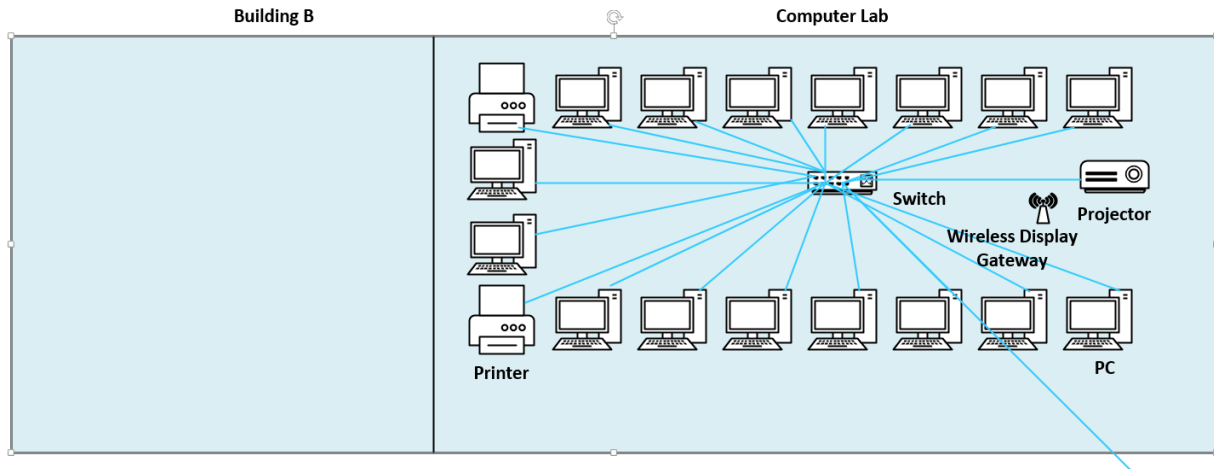 Building B
Computer Lab
Switch
Projector
Wireless Display
Gateway
Printer
PC